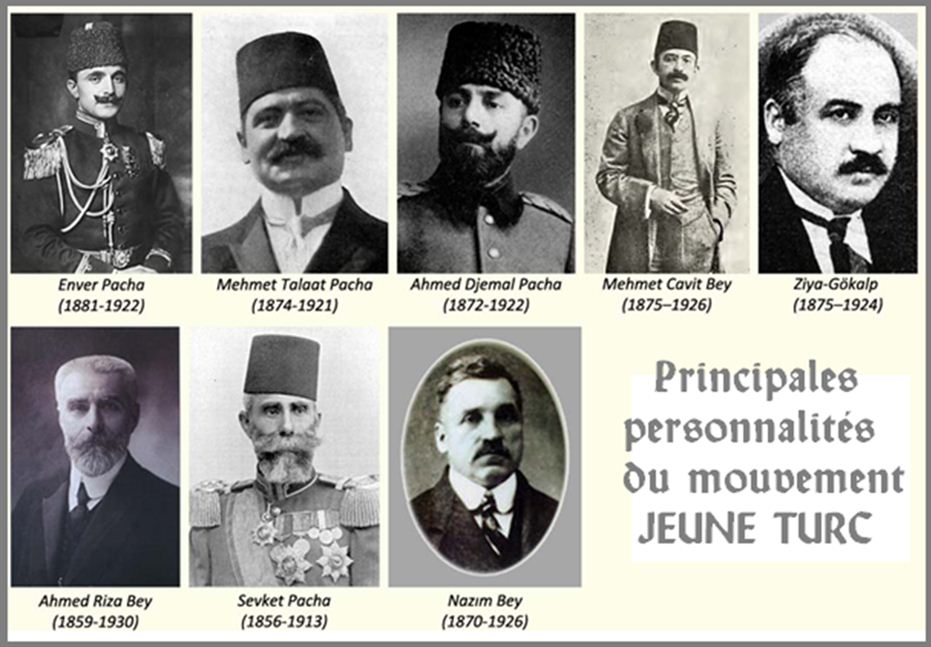 Enver Pacha
(1881-1922)
Mehmet Talaat Pacha
(1874-1921)
Ahmed Djemal Pacha
(1872-1922)
Mehmet Cavit Bey
(1875–1926)
Ziya-Gökalp
(1875–1924)
Ahmed Riza Bey
(1859-1930)
Sevket Pacha
(1856-1913)
Nazım Bey
(1870-1926)
Principales
personnalités
du mouvement
JEUNE TURC